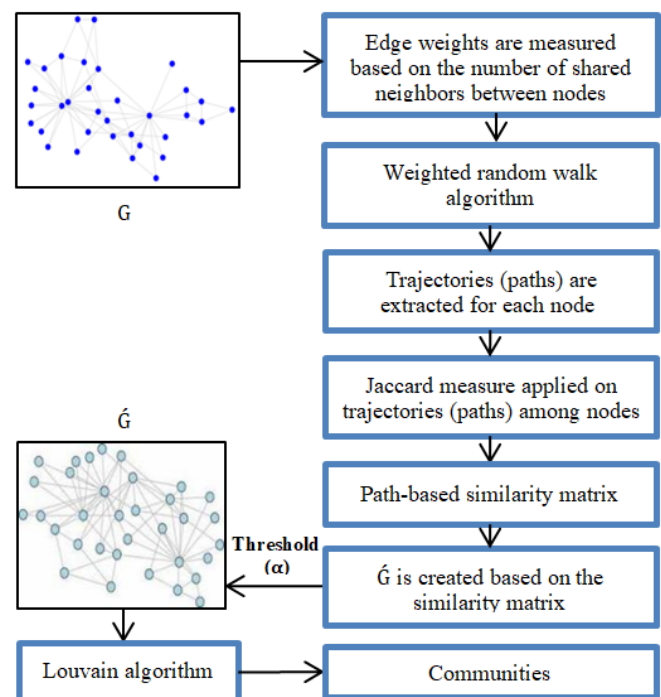 G
Edge weights are measured
based on the number of shared
neighbors between nodes
Weighted random walk
algorithm
Trajectories (paths) are
extracted for each node
Jaccard measure applied on
trajectories (paths) among nodes
Path-based similarity matrix
Ǵ is created based on the
similarity matrix
Threshold
(α)
Ǵ
Louvain algorithm
Communities